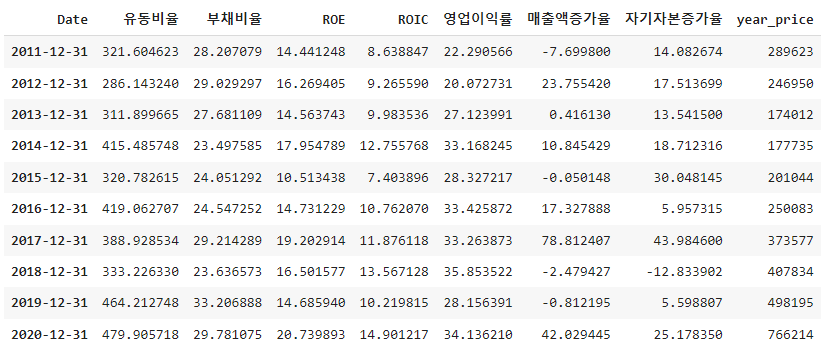 Date 유동비율 부채비율 ROE ROIC 영업이익률 매출액증가율 자기자본증가율 year_price
2011-12-31 321.604623 28.207079 14.441248 8.638847 22.290566 -7.699800 14.082674 289623
2012-12-31 286.143240 29.029297 16.269405 9.265590 20.072731 23.755420 17.513699 246950
2013-12-31 311.899665 27.681109 14.563743 9.983536 27.123991 0.416130 13.541500 174012
2014-12-31 415.485748 23.497585 17.954789 12.755768 33.168245 10.845429 18.712316 177735
2015-12-31 320.782615 24.051292 10.513438 7.403896 28.327217 -0.050148 30.048145 201044
2016-12-31 419.062707 24.547252 14.731229 10.762070 33.425872 17.327888 5.957315 250083
2017-12-31 388.928534 29.214289 19.202914 11.876118 33.263873 78.812407 43.984600 373577
2018-12-31 333.226330 23.636573 16.501577 13.567128 35.853522 -2.479427 -12.833902 407834
2019-12-31 464.212748 33.206888 14.685940 10.219815 28.156391 -0.812195 5.598807 498195
2020-12-31 479.905718 29.781075 20.739893 14.901217 34.136210 42.029445 25.178350 766214